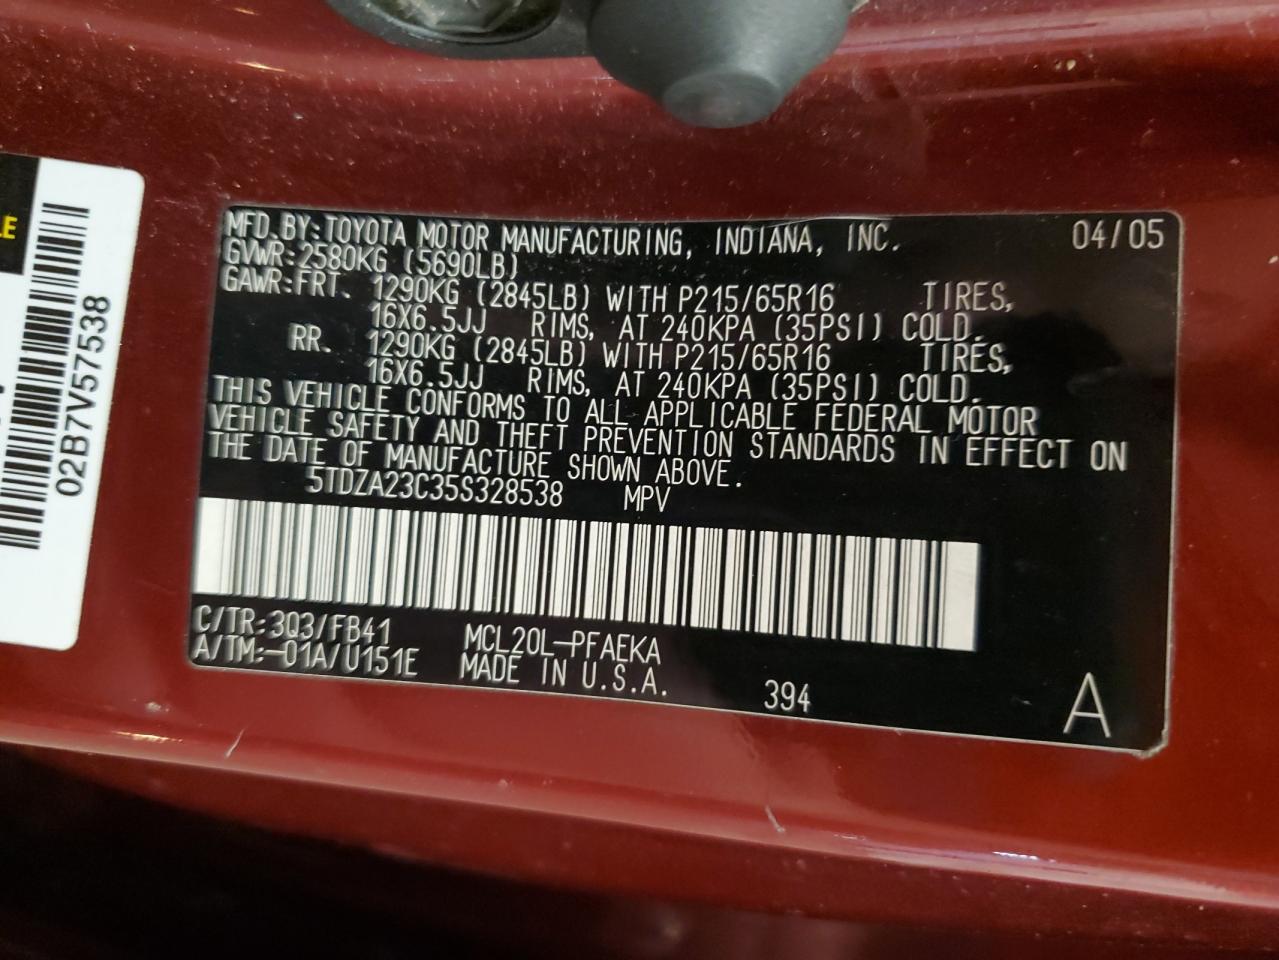 MFD.BY:TOYOTA MOTOR MANUFACTURING, INDIANA, INC. 04/05
GVWR:2580KG (5690LB)
GAWR:FRT. 1290KG (2845LB) WITH P215/65R16 TIRES,
16X6.5JJ RIMS, AT 240KPA (35PSI) COLD.
RR. 1290KG (2845LB) WITH P215/65R16 TIRES,
16X6.5JJ RIMS, AT 240KPA (35PSI) COLD.
THIS VEHICLE CONFORMS TO ALL APPLICABLE FEDERAL MOTOR
VEHICLE SAFETY AND THEFT PREVENTION STANDARDS IN EFFECT ON
THE DATE OF MANUFACTURE SHOWN ABOVE.
5TDZA23C35S328538 MPV
C/TR:3Q3/FB41 MCL20L-PFAEKA
A/TM:-01A/U151E MADE IN U.S.A. 394 A
02B7V57538